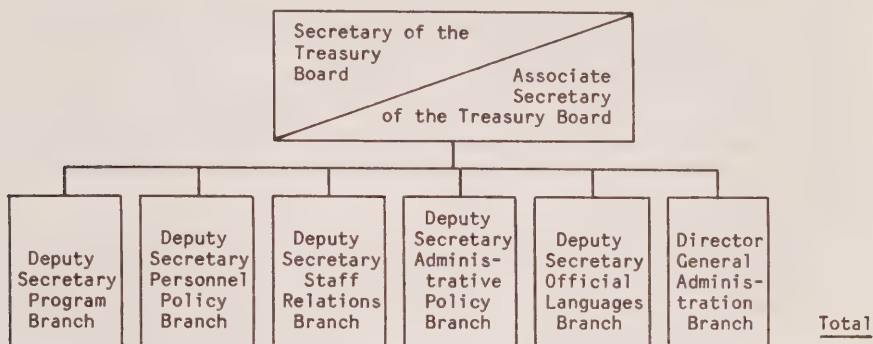 Secretary of the
Treasury
Board
Associate
Secretary
of the Treasury Board
Deputy
Secretary
Program
Branch
Deputy
Secretary
Personnel
Policy
Branch
Deputy
Secretary
Staff
Relations
Branch
Deputy
Secretary
Adminis-
trative
Policy
Branch
Deputy
Secretary
Official
Languages
Branch
Director
General
Adminis-
tration
Branch
Total